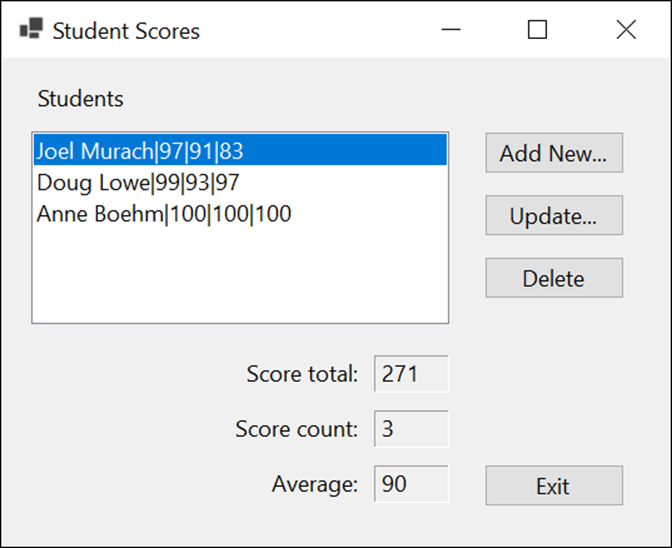 Student Scores
Students
Joel Murach|97|91|83
Doug Lowe|99|93|97
Anne Boehm|100|100|100
Add New...
Update...
Delete
Score total: 271
Score count: 3
Average: 90
Exit